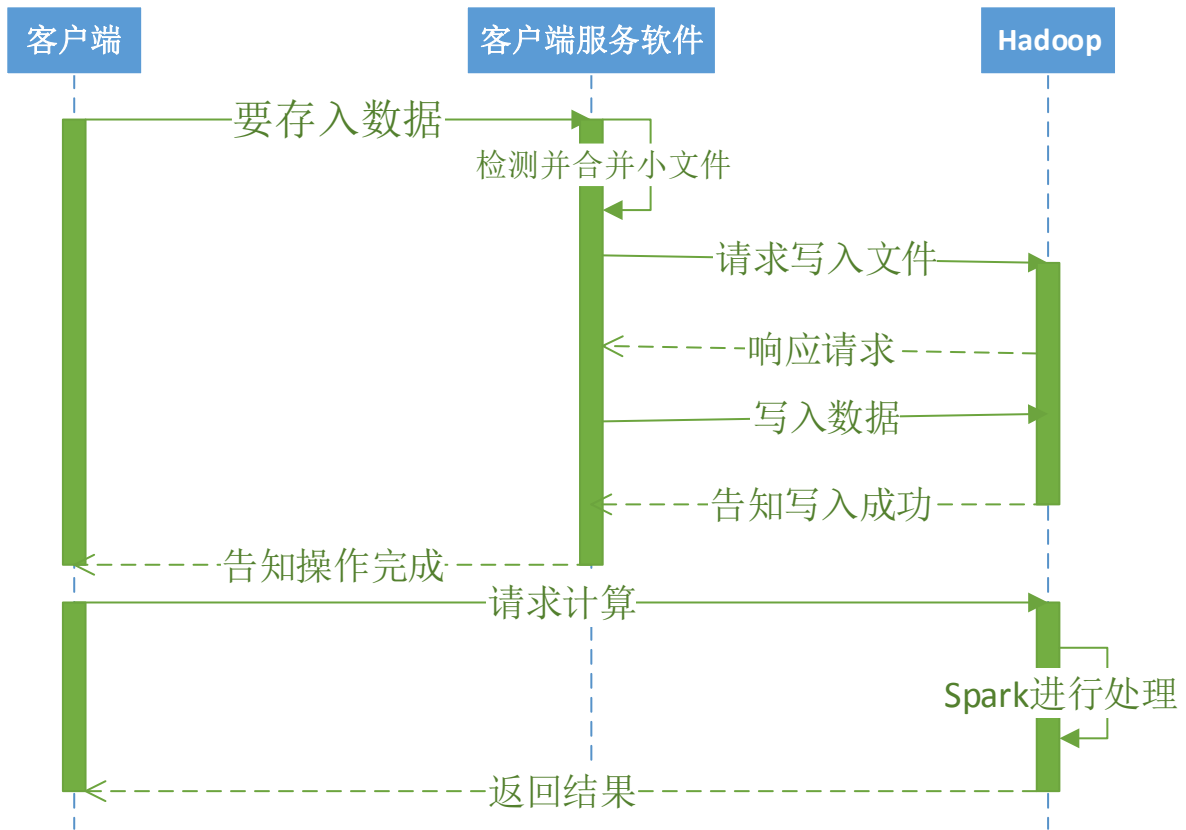 客户端
客户端服务软件
Hadoop
要存入数据
检测并合并小文件
请求写入文件
响应请求
写入数据
告知写入成功
告知操作完成
请求计算
Spark进行处理
返回结果